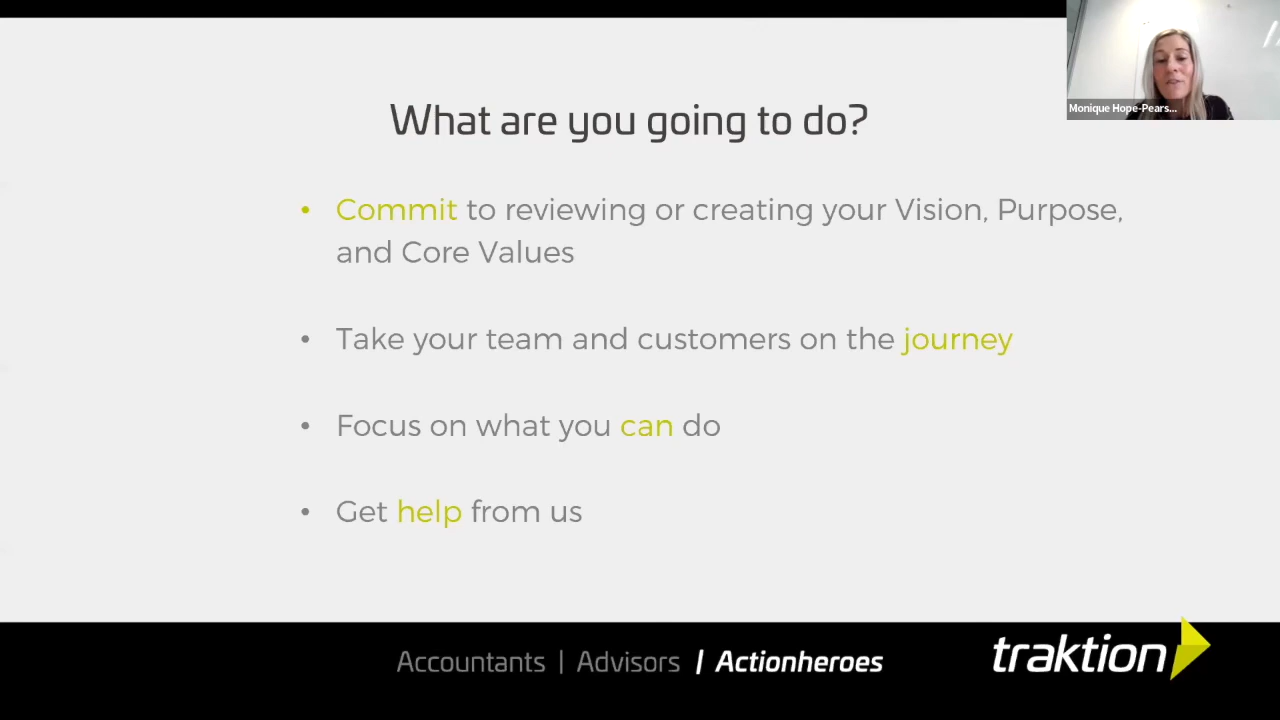 Monique Hope-Pears...
What are you going to do?
• Commit to reviewing or creating your Vision, Purpose,
and Core Values
• Take your team and customers on the journey
• Focus on what you can do
• Get help from us
Accountants | Advisors | Actionheroes
traktion